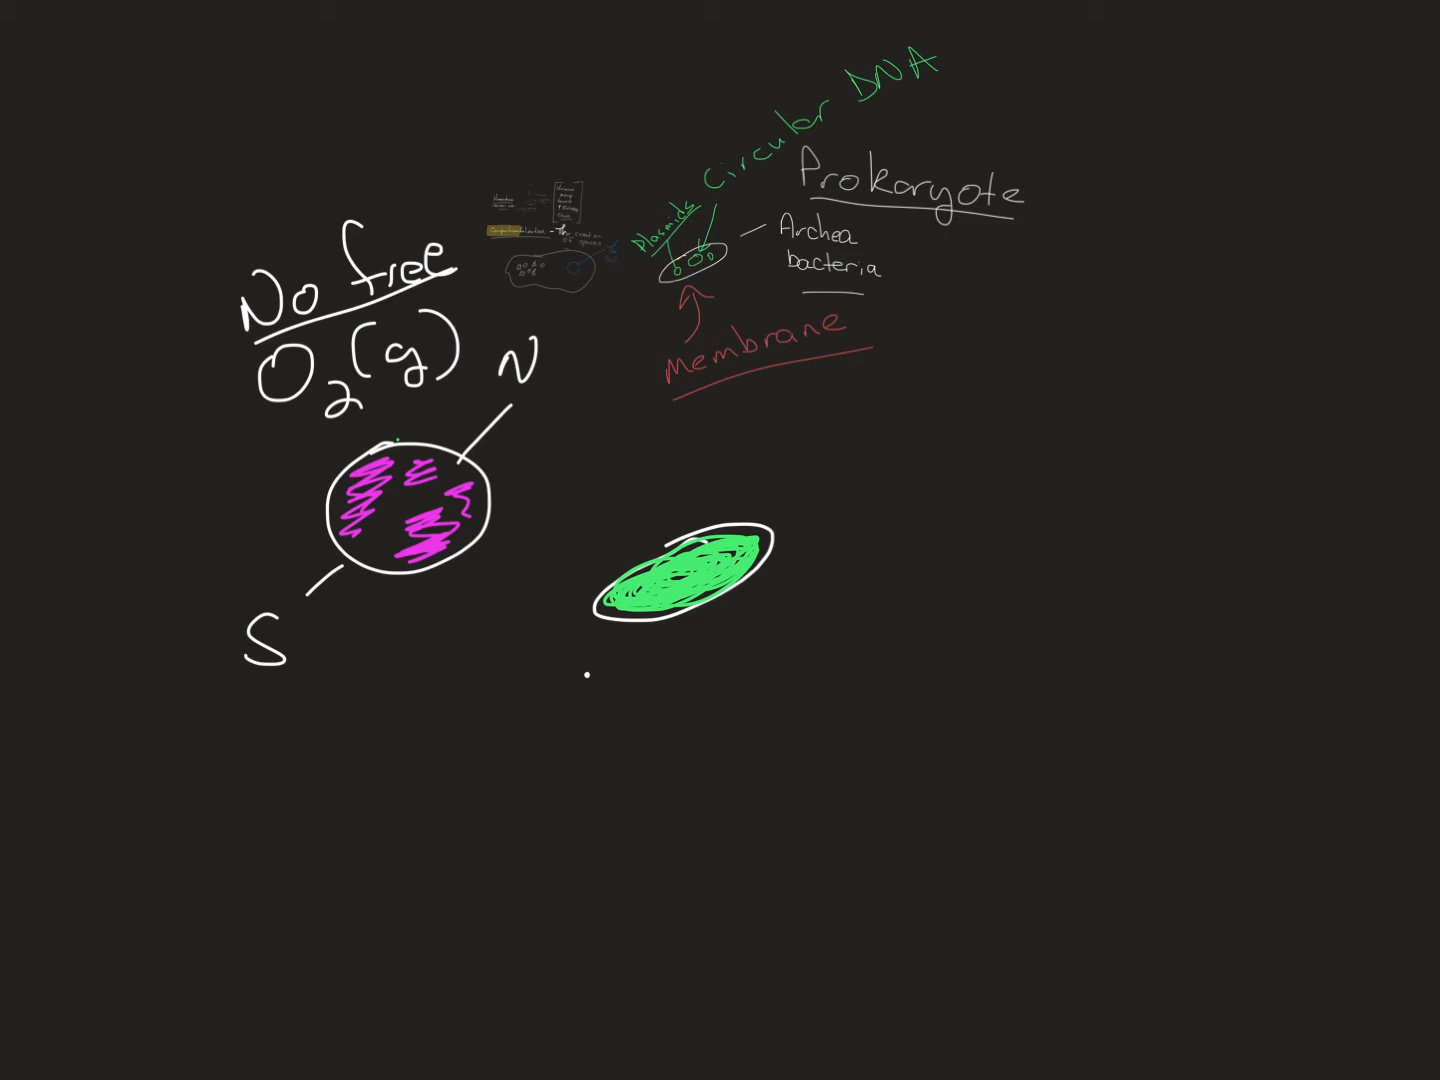 Circular DNA
Prokaryote
Plasmids
Archea
bacteria
Membrane
No free
O₂(g)
N
S